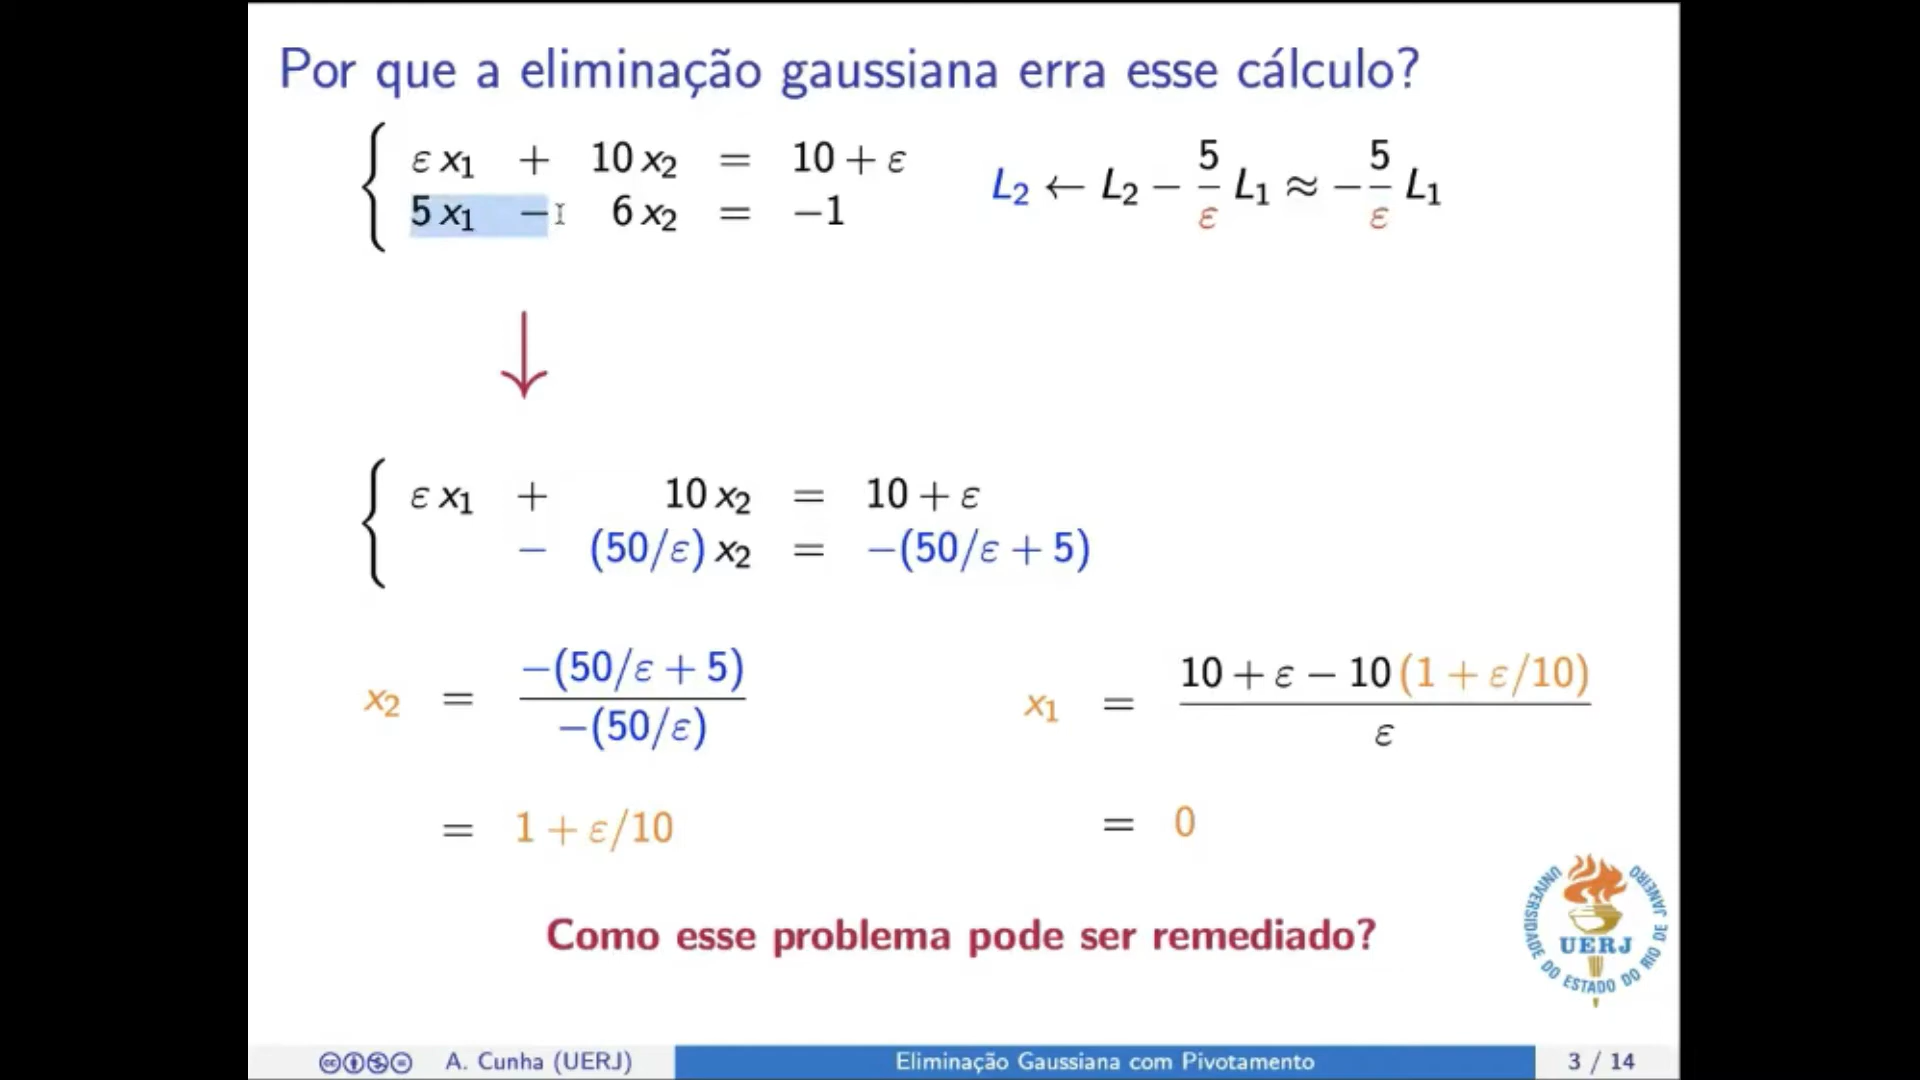 Por que a eliminação gaussiana erra esse cálculo?
ε x₁ + 10 x₂ = 10 + ε
5 x₁ − 6 x₂ = −1
L₂ ← L₂ − 5/ε L₁ ≈ − 5/ε L₁
ε x₁ + 10 x₂ = 10 + ε
− (50/ε) x₂ = −(50/ε + 5)
x₂ = −(50/ε + 5) / −(50/ε)
= 1 + ε/10
x₁ = 10 + ε − 10 (1 + ε/10) / ε
= 0
Como esse problema pode ser remediado?
UNIVERSIDADE DO ESTADO DO RIO DE JANEIRO
UERJ
A. Cunha (UERJ)
Eliminação Gaussiana com Pivotamento
3 / 14